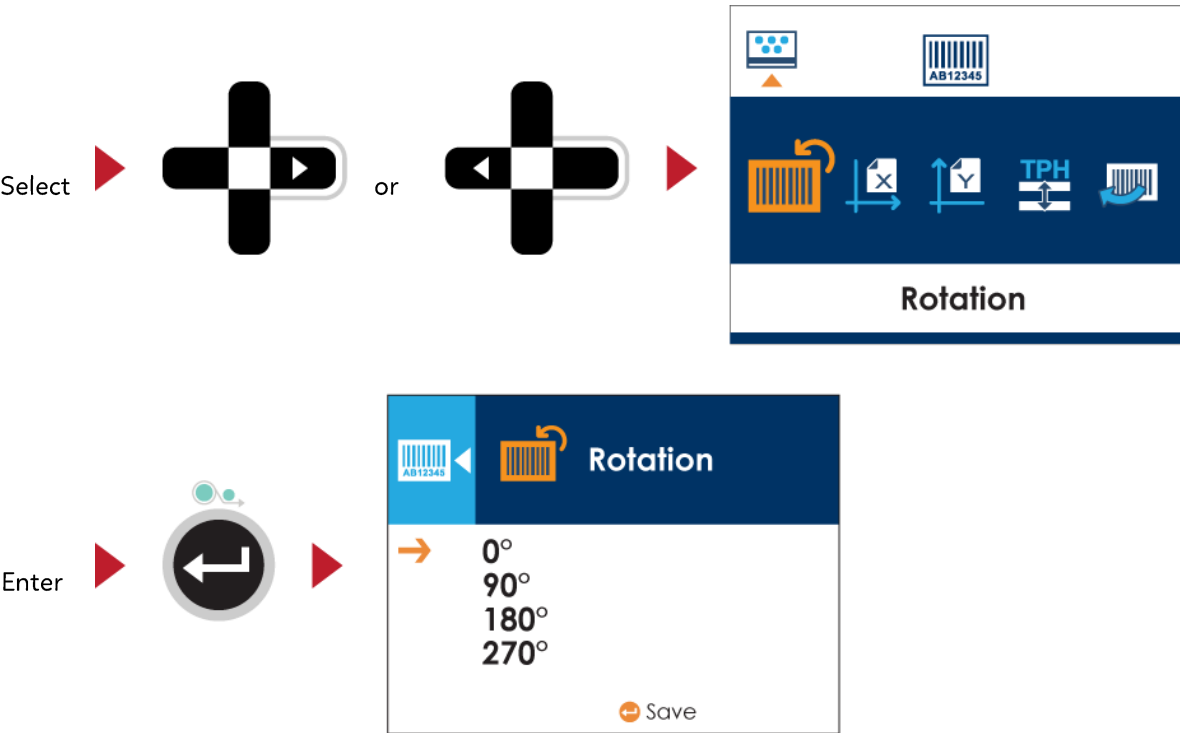 AB12345
Select
or
X
Y
TPH
Rotation
AB12345
Rotation
Enter
0°
90°
180°
270°
Save